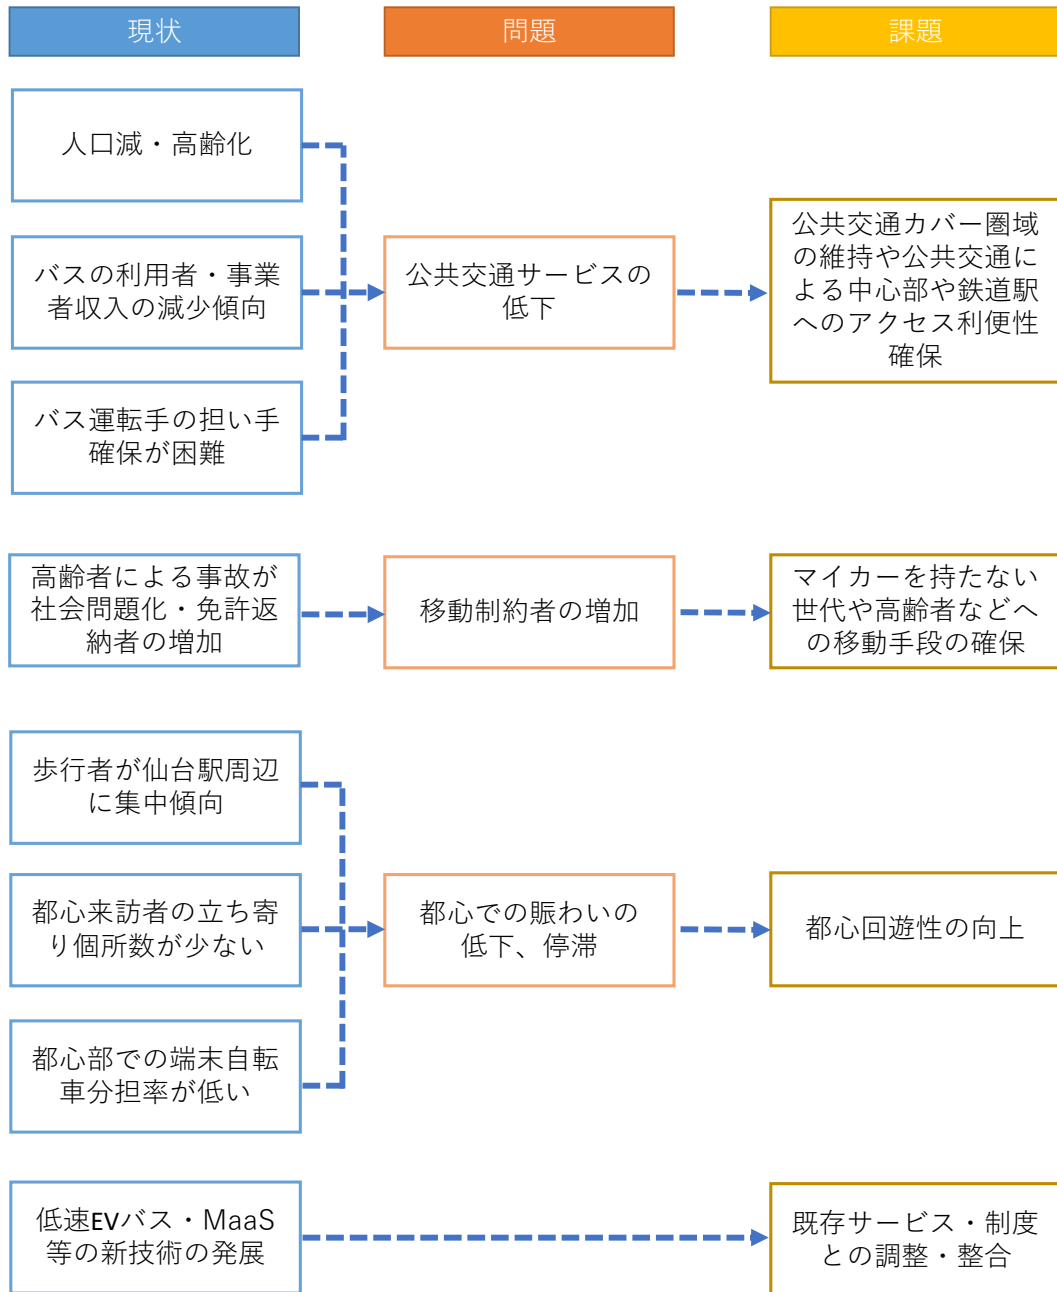 現状
問題
課題
人口減・高齢化
バスの利用者・事業
者収入の減少傾向
バス運転手の担い手
確保が困難
公共交通サービスの
低下
公共交通カバー圏域
の維持や公共交通に
よる中心部や鉄道駅
へのアクセス利便性
確保
高齢者による事故が
社会問題化・免許返
納者の増加
移動制約者の増加
マイカーを持たない
世代や高齢者などへ
の移動手段の確保
歩行者が仙台駅周辺
に集中傾向
都心来訪者の立ち寄
り個所数が少ない
都心部での端末自転
車分担率が低い
都心での賑わいの
低下、停滞
都心回遊性の向上
低速EVバス・MaaS
等の新技術の発展
既存サービス・制度
との調整・整合